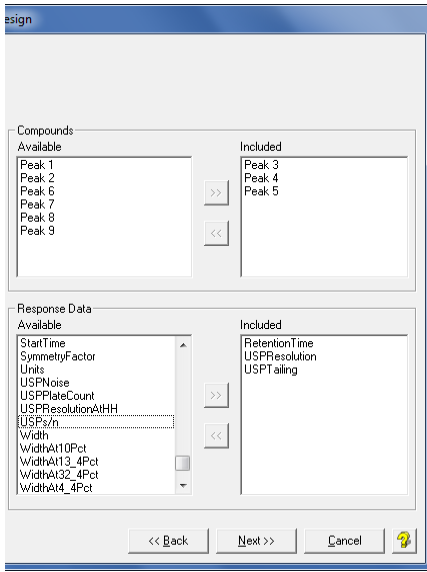 esign
Compounds
Available
Included
Peak 1
Peak 2
Peak 6
Peak 7
Peak 8
Peak 9
>>
<<
Peak 3
Peak 4
Peak 5
Response Data
Available
Included
StartTime
SymmetryFactor
Units
USPNoise
USPPlateCount
USPResolutionAtHH
USPs/n
Width
WidthAt10Pct
WidthAt13_4Pct
WidthAt32_4Pct
WidthAt4_4Pct
>>
<<
RetentionTime
USPResolution
USPTailing
<< Back
Next >>
Cancel
?